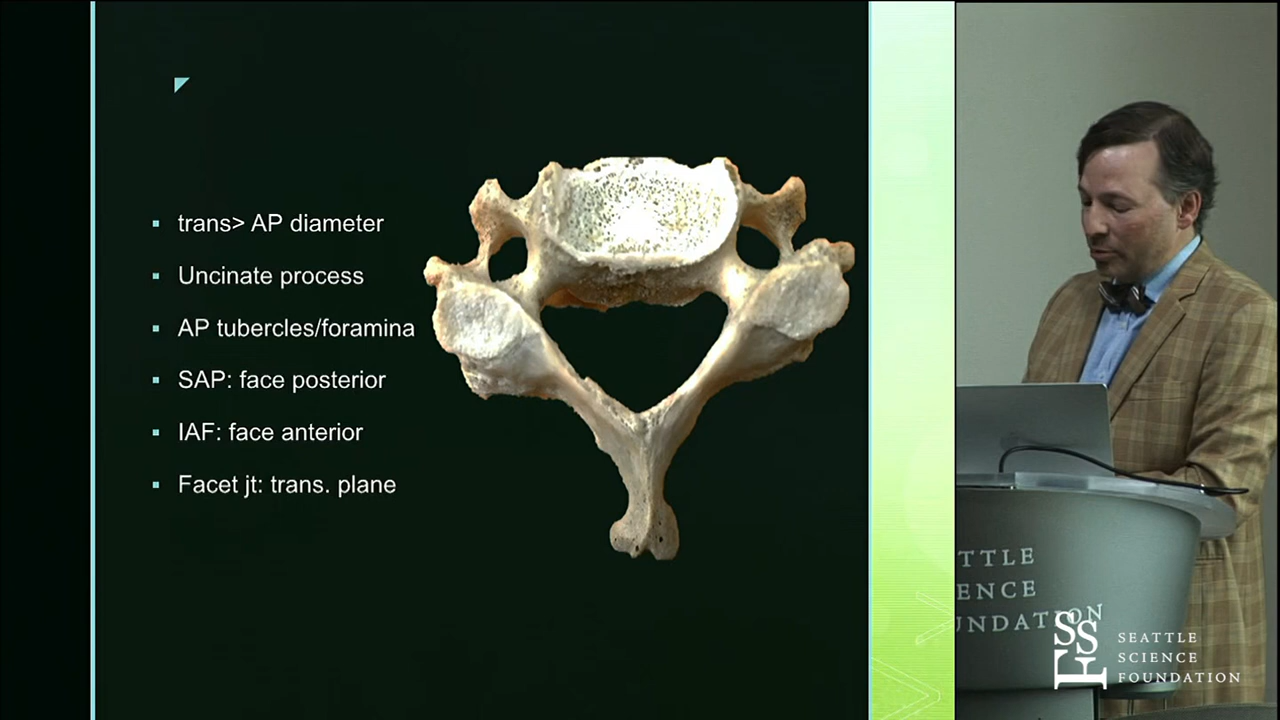 trans> AP diameter
Uncinate process
AP tubercles/foramina
SAP: face posterior
IAF: face anterior
Facet jt: trans. plane
TTLE
ENCE
UNDATION
SSF
SEATTLE
SCIENCE
FOUNDATION